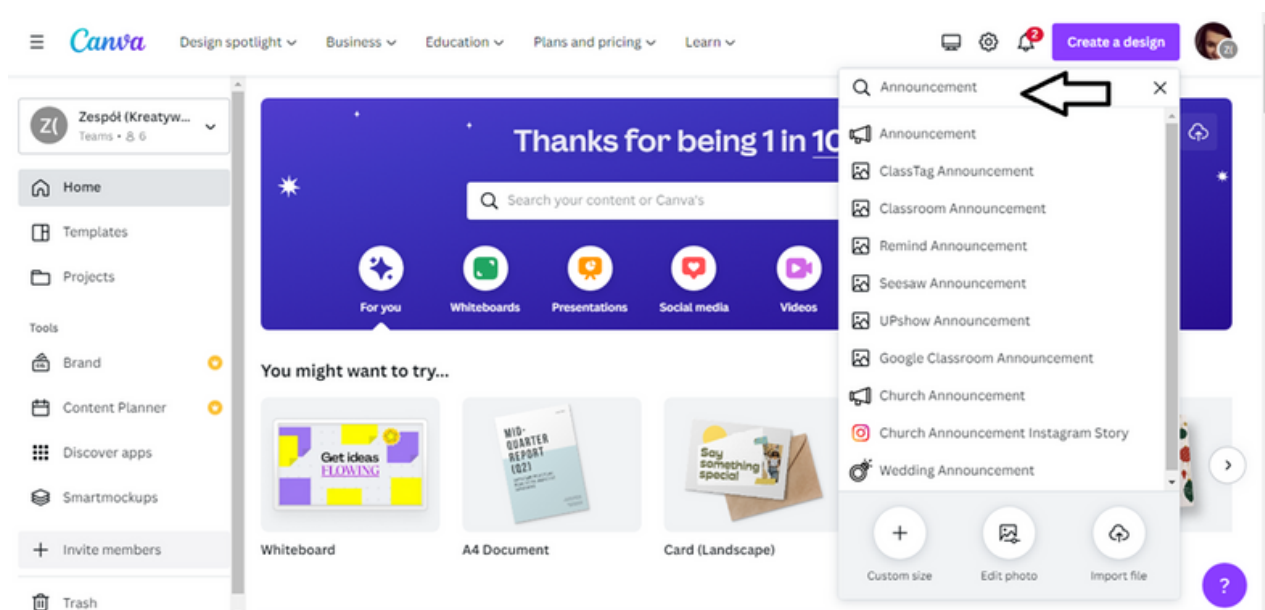 Canva
Design spotlight
Business
Education
Plans and pricing
Learn
2
Create a design
Z(
Z(
Zespół (Kreatyw...
Teams • 6
Home
Templates
Projects
Tools
Brand
Content Planner
Discover apps
Smartmockups
Invite members
Trash
Thanks for being 1 in 10
Search your content or Canva's
For you
Whiteboards
Presentations
Social media
Videos
You might want to try...
Get ideas
FLOWING
Whiteboard
MID-
QUARTER
REPORT
(Q2)
A4 Document
Say
something
special
Card (Landscape)
Announcement
Announcement
ClassTag Announcement
Classroom Announcement
Remind Announcement
Seesaw Announcement
UPshow Announcement
Google Classroom Announcement
Church Announcement
Church Announcement Instagram Story
Wedding Announcement
Custom size
Edit photo
Import file
?